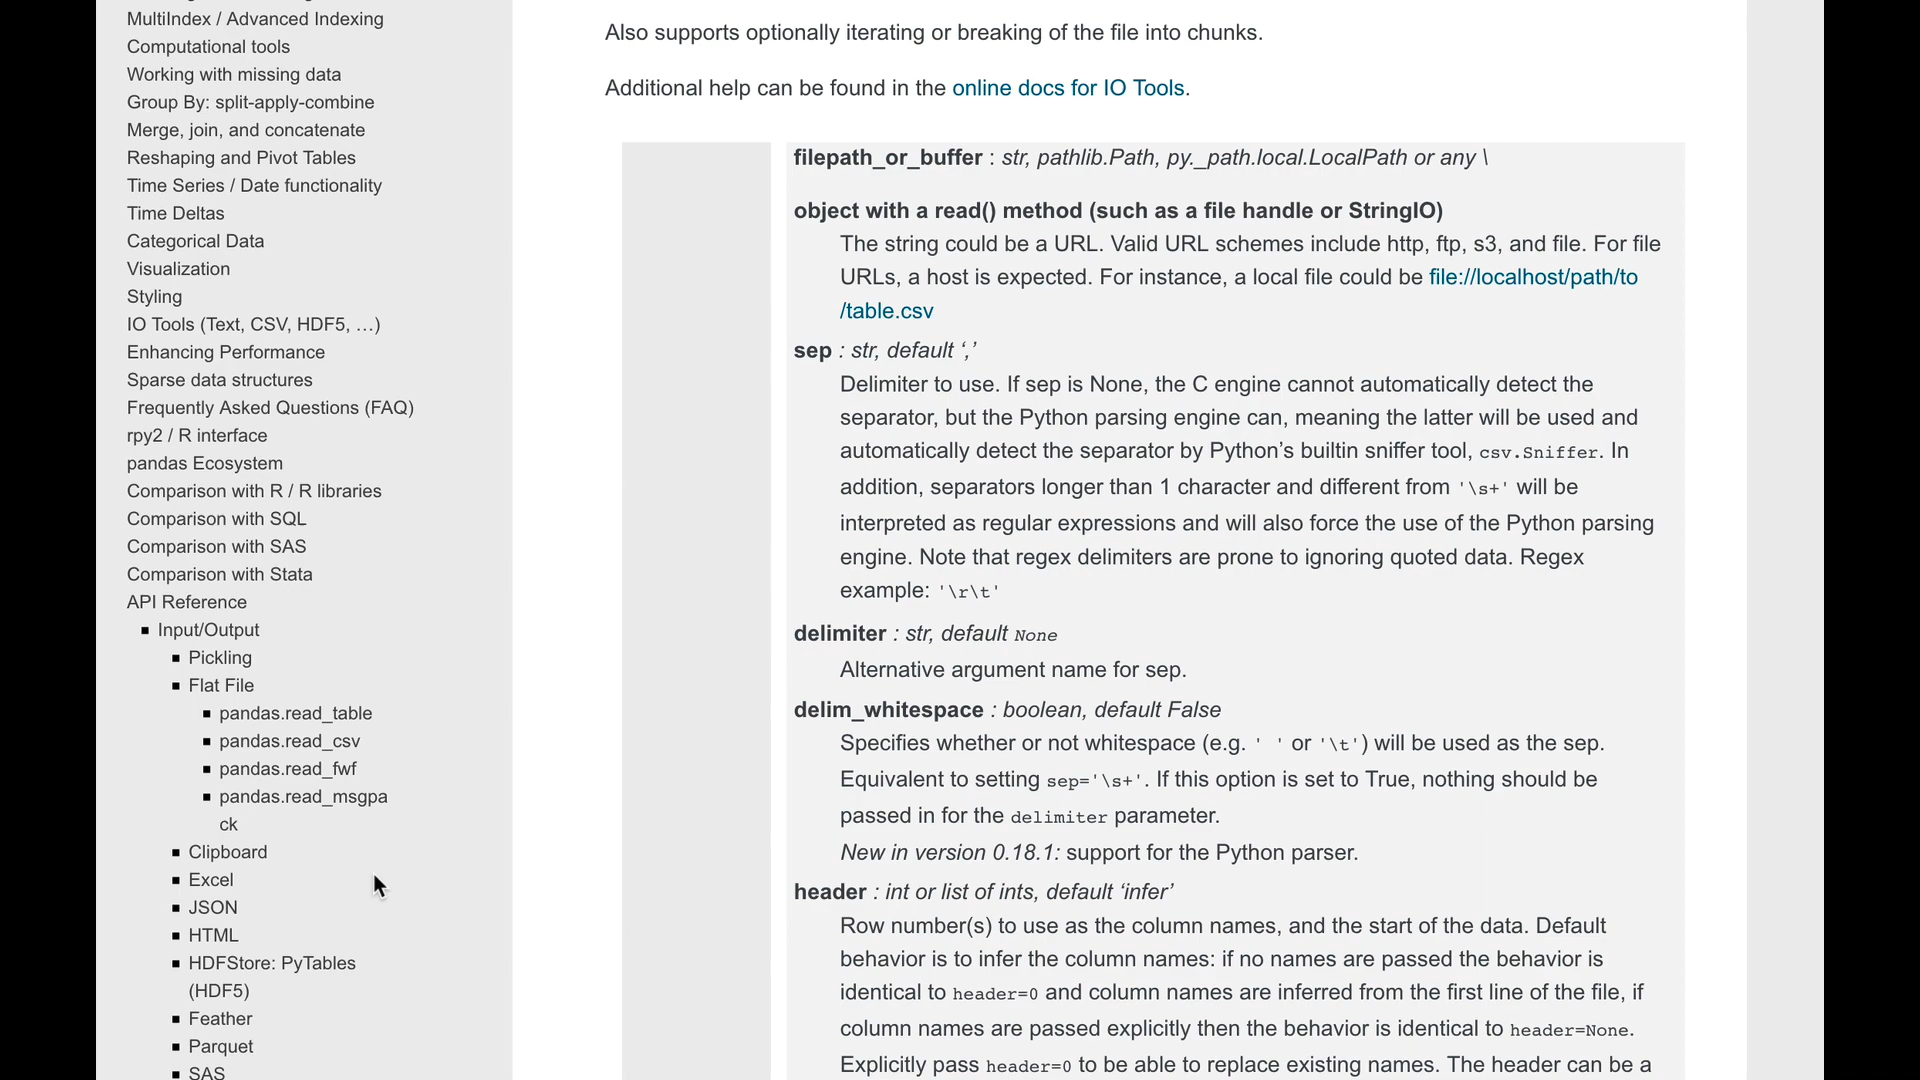 MultiIndex / Advanced Indexing
Computational tools
Working with missing data
Group By: split-apply-combine
Merge, join, and concatenate
Reshaping and Pivot Tables
Time Series / Date functionality
Time Deltas
Categorical Data
Visualization
Styling
IO Tools (Text, CSV, HDF5, …)
Enhancing Performance
Sparse data structures
Frequently Asked Questions (FAQ)
rpy2 / R interface
pandas Ecosystem
Comparison with R / R libraries
Comparison with SQL
Comparison with SAS
Comparison with Stata
API Reference
Input/Output
Pickling
Flat File
pandas.read_table
pandas.read_csv
pandas.read_fwf
pandas.read_msgpa
ck
Clipboard
Excel
JSON
HTML
HDFStore: PyTables
(HDF5)
Feather
Parquet
SAS
Also supports optionally iterating or breaking of the file into chunks.
Additional help can be found in the online docs for IO Tools.
filepath_or_buffer : str, pathlib.Path, py._path.local.LocalPath or any \
object with a read() method (such as a file handle or StringIO)
The string could be a URL. Valid URL schemes include http, ftp, s3, and file. For file
URLs, a host is expected. For instance, a local file could be file://localhost/path/to
/table.csv
sep : str, default ‘,’
Delimiter to use. If sep is None, the C engine cannot automatically detect the
separator, but the Python parsing engine can, meaning the latter will be used and
automatically detect the separator by Python’s builtin sniffer tool, csv.Sniffer. In
addition, separators longer than 1 character and different from '\s+' will be
interpreted as regular expressions and will also force the use of the Python parsing
engine. Note that regex delimiters are prone to ignoring quoted data. Regex
example: '\r\t'
delimiter : str, default None
Alternative argument name for sep.
delim_whitespace : boolean, default False
Specifies whether or not whitespace (e.g. ' ' or '\t') will be used as the sep.
Equivalent to setting sep='\s+'. If this option is set to True, nothing should be
passed in for the delimiter parameter.
New in version 0.18.1: support for the Python parser.
header : int or list of ints, default ‘infer’
Row number(s) to use as the column names, and the start of the data. Default
behavior is to infer the column names: if no names are passed the behavior is
identical to header=0 and column names are inferred from the first line of the file, if
column names are passed explicitly then the behavior is identical to header=None.
Explicitly pass header=0 to be able to replace existing names. The header can be a